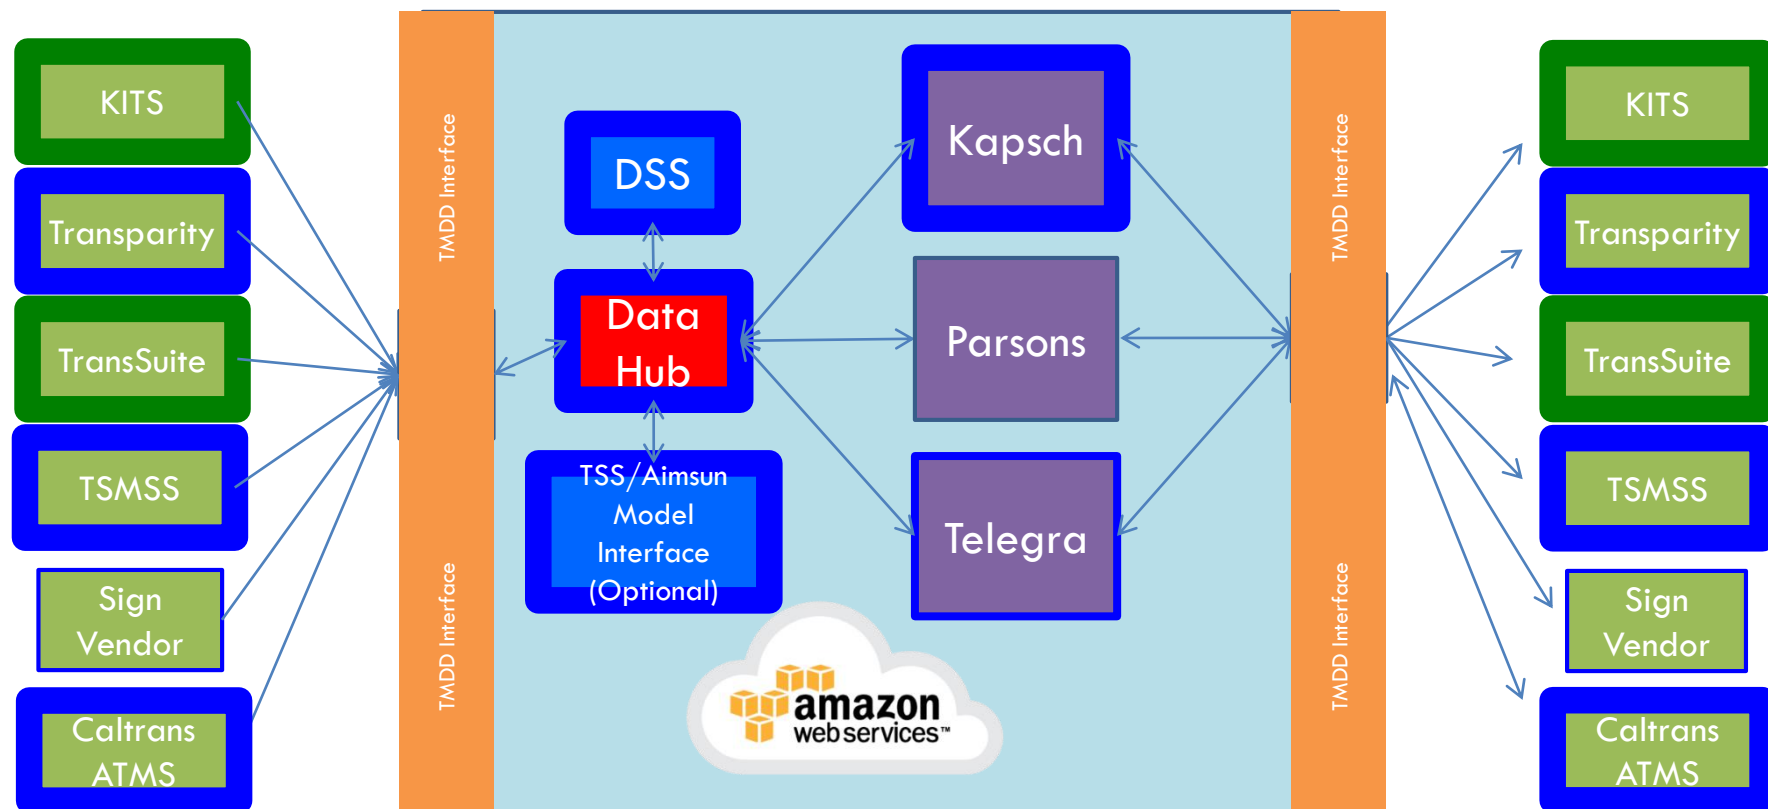 KITS
Transparity
TransSuite
TSMSS
Sign
Vendor
Caltrans
ATMS
TMDD Interface
TMDD Interface
DSS
Data
Hub
TSS/Aimsun
Model
Interface
(Optional)
Kapsch
Parsons
Telegra
amazon
web services™
TMDD Interface
TMDD Interface
KITS
Transparity
TransSuite
TSMSS
Sign
Vendor
Caltrans
ATMS